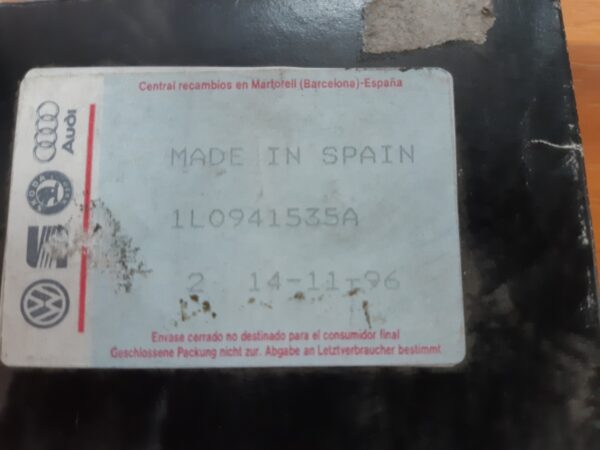 Central recambios en Martorell (Barcelona)-España
Audi
SKODA
MADE IN SPAIN
1L0941535A
2 14-11-96
Envase cerrado no destinado para el consumidor final
Geschlossene Packung nicht zur. Abgabe an Letztverbraucher bestimmt